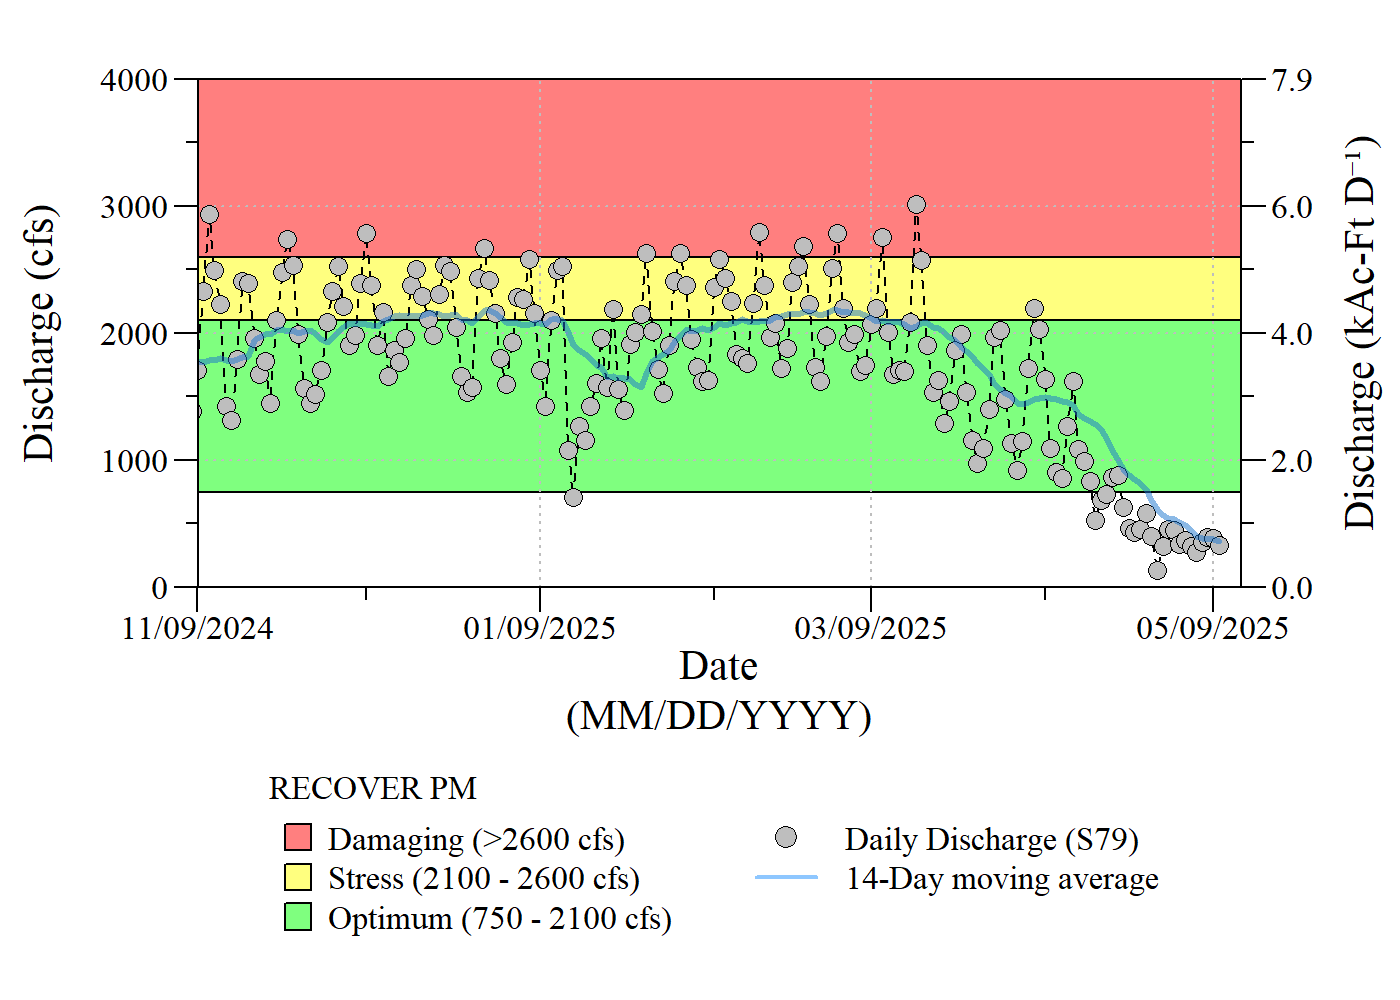 4000
3000
2000
1000
0
Discharge (cfs)
7.9
6.0
4.0
2.0
0.0
Discharge (kAc-Ft D⁻¹)
11/09/2024
01/09/2025
03/09/2025
05/09/2025
Date
(MM/DD/YYYY)
RECOVER PM
Damaging (>2600 cfs)
Stress (2100 - 2600 cfs)
Optimum (750 - 2100 cfs)
Daily Discharge (S79)
14-Day moving average